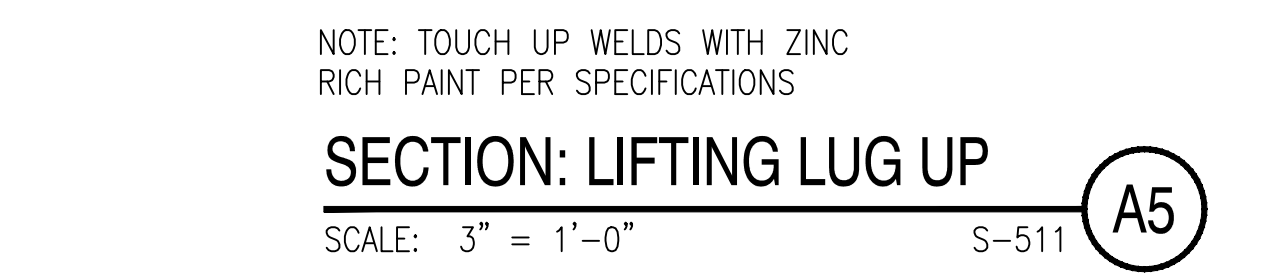 NOTE: TOUCH UP WELDS WITH ZINC
RICH PAINT PER SPECIFICATIONS
SECTION: LIFTING LUG UP
A5
SCALE: 3" = 1'-0" S-511